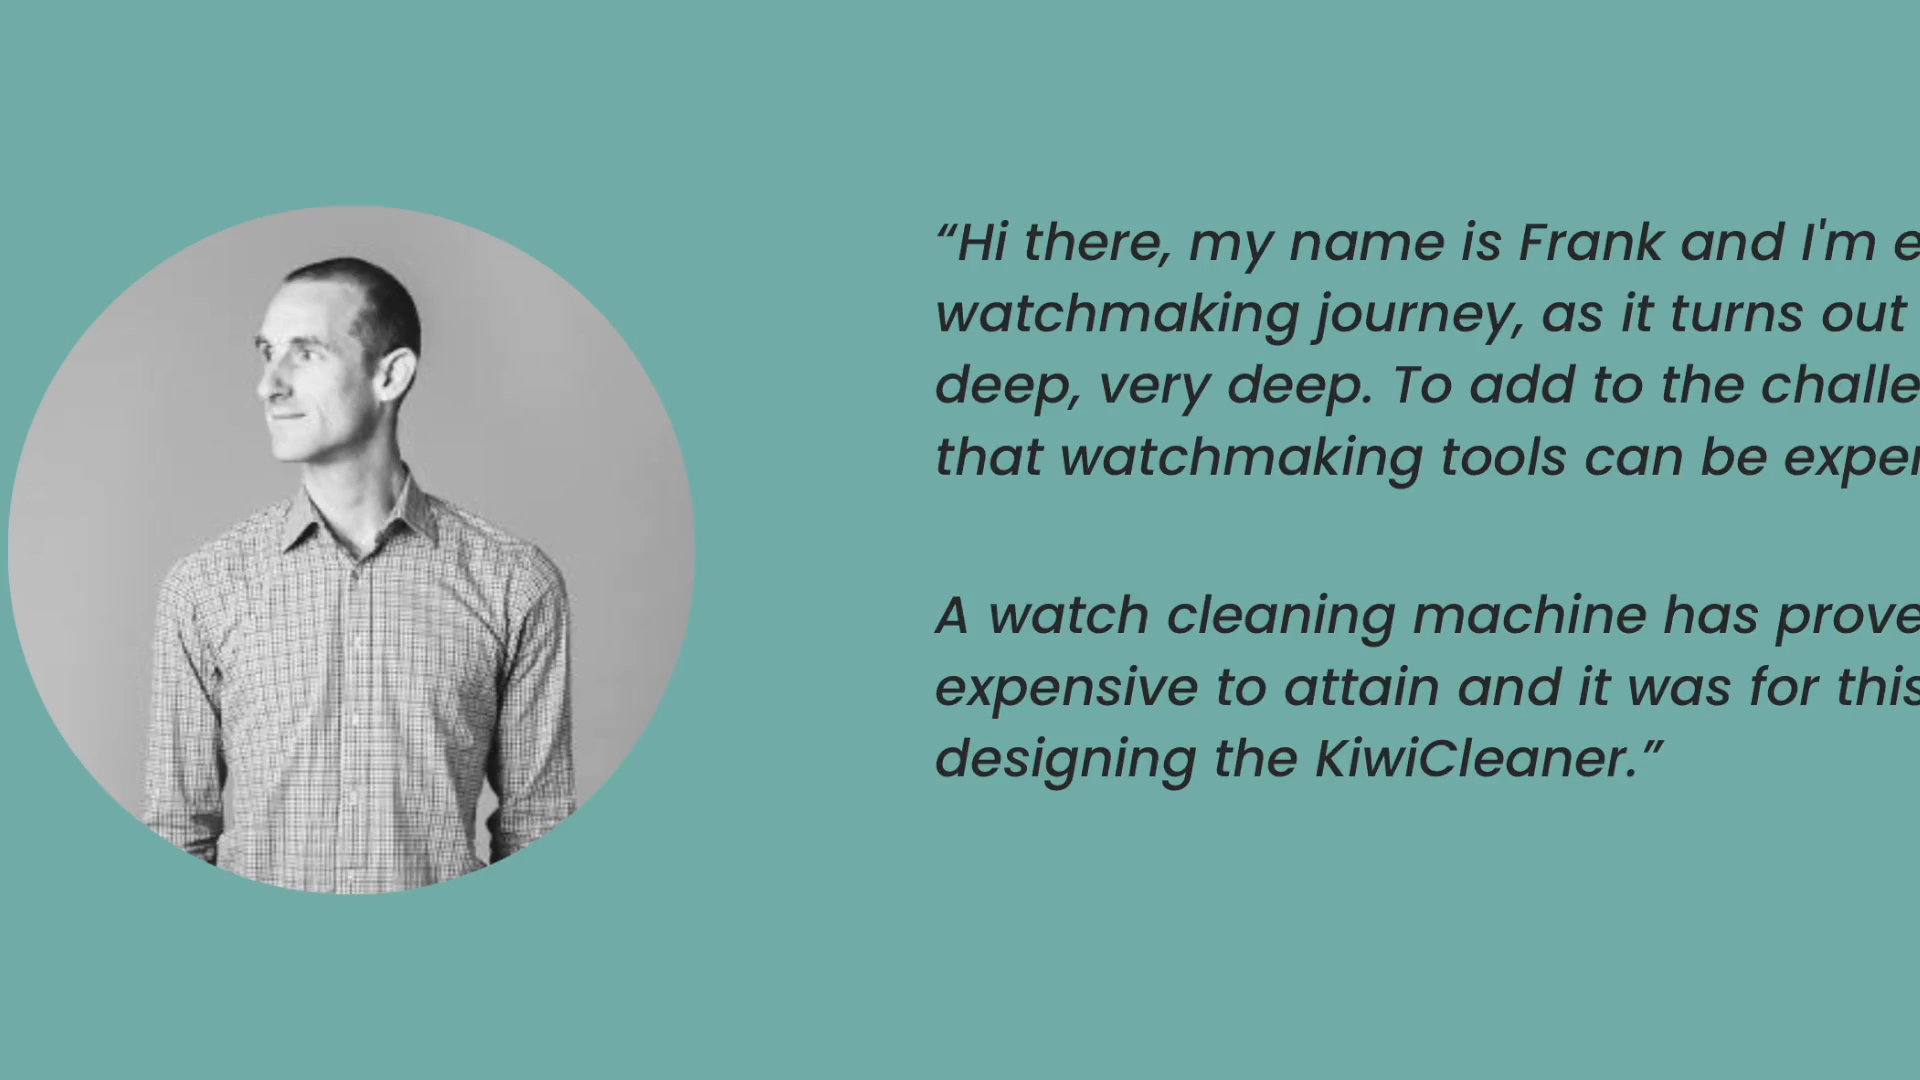 “Hi there, my name is Frank and I'm
watchmaking journey, as it turns out
deep, very deep. To add to the
that watchmaking tools can be
A watch cleaning machine has
expensive to attain and it was for this
designing the KiwiCleaner.”